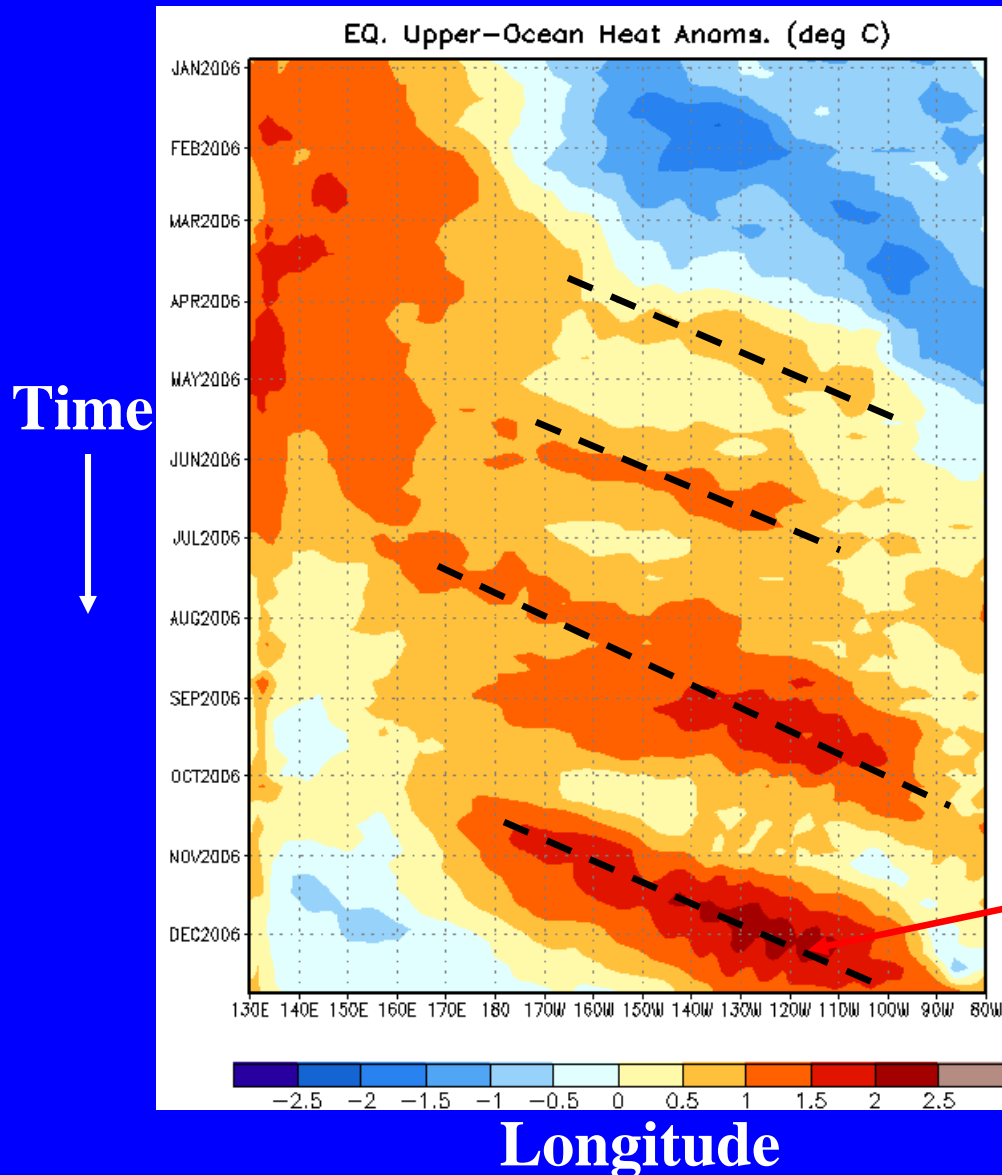 EQ. Upper-Ocean Heat Anoms. (deg C)
JAN2006
FEB2006
MAR2006
APR2006
MAY2006
JUN2006
JUL2006
AUG2006
SEP2006
OCT2006
NOV2006
DEC2006
Time
130E 140E 150E 160E 170E 180 170W 160W 150W 140W 130W 120W 110W 100W 90W 80W
-2.5 -2 -1.5 -1 -0.5 0 0.5 1 1.5 2 2.5
Longitude